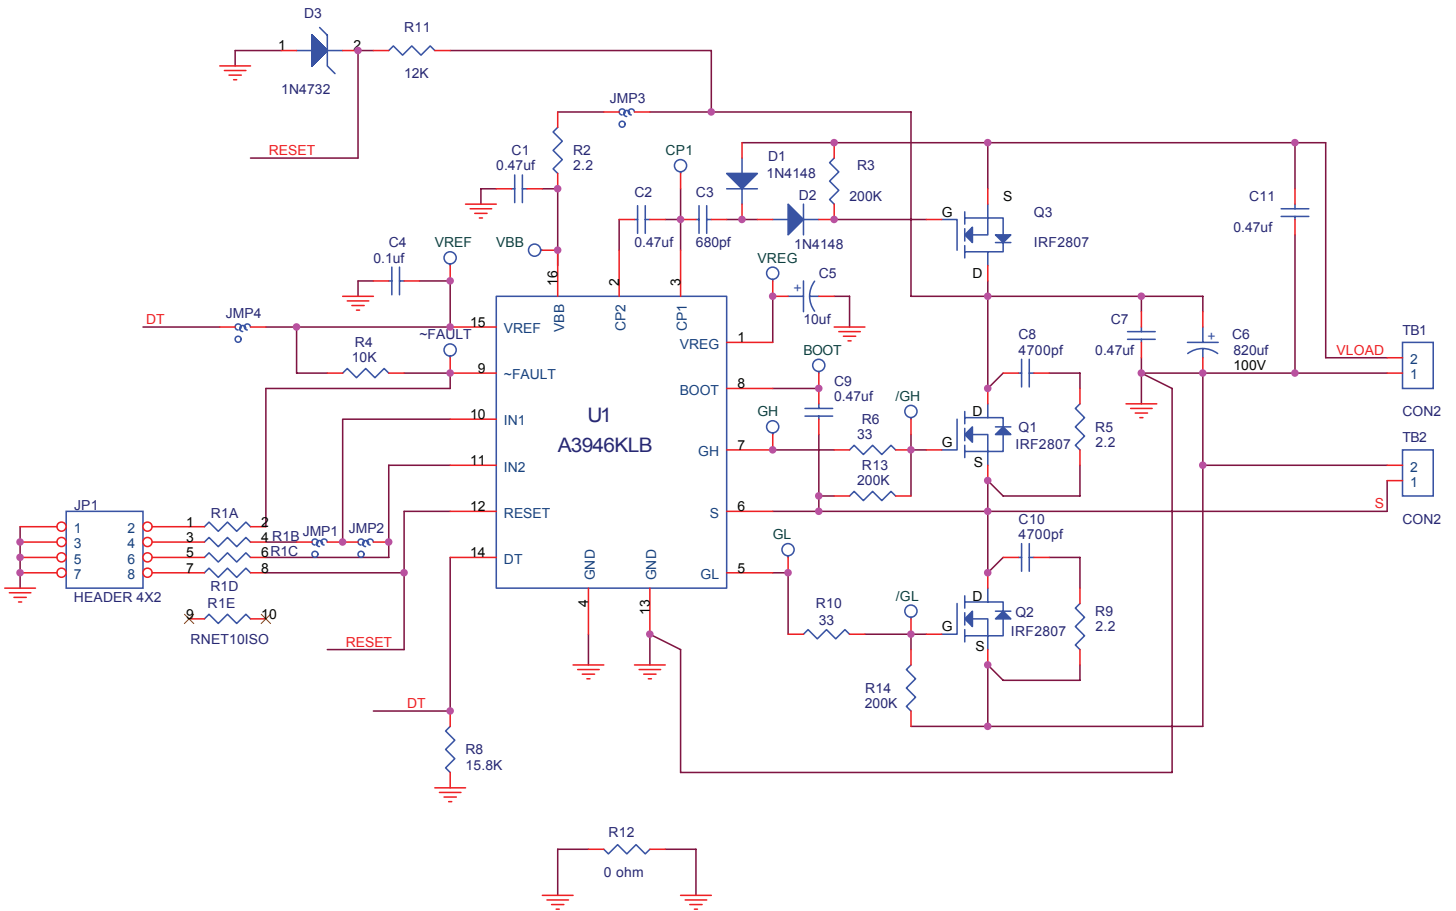 D3
1
2
R11
12K
1N4732
RESET
JMP3
C1
0.47uf
R2
2.2
CP1
C2
0.47uf
C3
680pf
D1
1N4148
D2
1N4148
R3
200K
S
G
D
Q3
IRF2807
C11
0.47uf
C4
0.1uf
VREF
VBB
VREG
C5
10uf
+
DT
JMP4
~FAULT
R4
10K
16
2
3
15
VREF
VBB
CP2
CP1
VREG
1
9
~FAULT
BOOT
8
BOOT
C9
0.47uf
10
IN1
U1
A3946KLB
GH
7
GH
R6
33
/GH
R13
200K
11
IN2
12
RESET
S
6
14
DT
GND
GND
GL
5
4
13
GL
C7
0.47uf
C6
820uf
100V
+
C8
4700pf
D
G
S
Q1
IRF2807
R5
2.2
TB1
VLOAD
2
1
CON2
TB2
2
1
S
CON2
C10
4700pf
D
G
S
Q2
IRF2807
R9
2.2
R10
33
/GL
R14
200K
JP1
1
3
5
7
2
4
6
8
HEADER 4X2
1
R1A
2
3
R1B
4
5
R1C
6
7
R1D
8
9
R1E
10
RNET10ISO
JMP1
JMP2
RESET
DT
R8
15.8K
R12
0 ohm